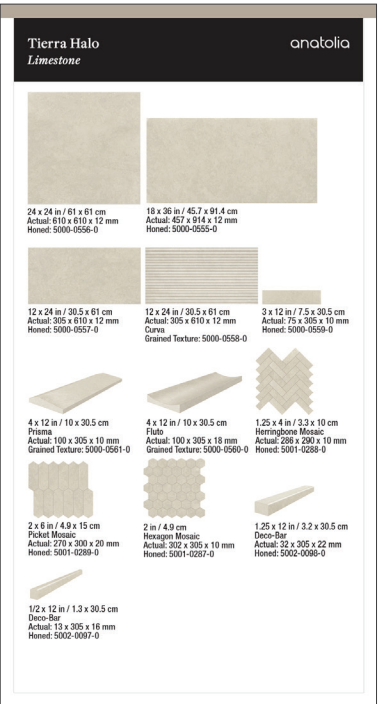 Tierra Halo
Limestone
anatolia
24 x 24 in / 61 x 61 cm
Actual: 610 x 610 x 12 mm
Honed: 5000-0556-0
18 x 36 in / 45.7 x 91.4 cm
Actual: 457 x 914 x 12 mm
Honed: 5000-0555-0
12 x 24 in / 30.5 x 61 cm
Actual: 305 x 610 x 12 mm
Honed: 5000-0557-0
12 x 24 in / 30.5 x 61 cm
Actual: 305 x 610 x 12 mm
Curva
Grained Texture: 5000-0558-0
3 x 12 in / 7.5 x 30.5 cm
Actual: 75 x 305 x 10 mm
Honed: 5000-0559-0
4 x 12 in / 10 x 30.5 cm
Prisma
Actual: 100 x 305 x 10 mm
Grained Texture: 5000-0561-0
4 x 12 in / 10 x 30.5 cm
Fluto
Actual: 100 x 305 x 18 mm
Grained Texture: 5000-0560-0
1.25 x 4 in / 3.3 x 10 cm
Herringbone Mosaic
Actual: 286 x 290 x 10 mm
Honed: 5001-0288-0
2 x 6 in / 4.9 x 15 cm
Picket Mosaic
Actual: 270 x 300 x 20 mm
Honed: 5001-0289-0
2 in / 4.9 cm
Hexagon Mosaic
Actual: 302 x 305 x 10 mm
Honed: 5001-0287-0
1.25 x 12 in / 3.2 x 30.5 cm
Deco-Bar
Actual: 32 x 305 x 22 mm
Honed: 5002-0098-0
1/2 x 12 in / 1.3 x 30.5 cm
Deco-Bar
Actual: 13 x 305 x 16 mm
Honed: 5002-0097-0